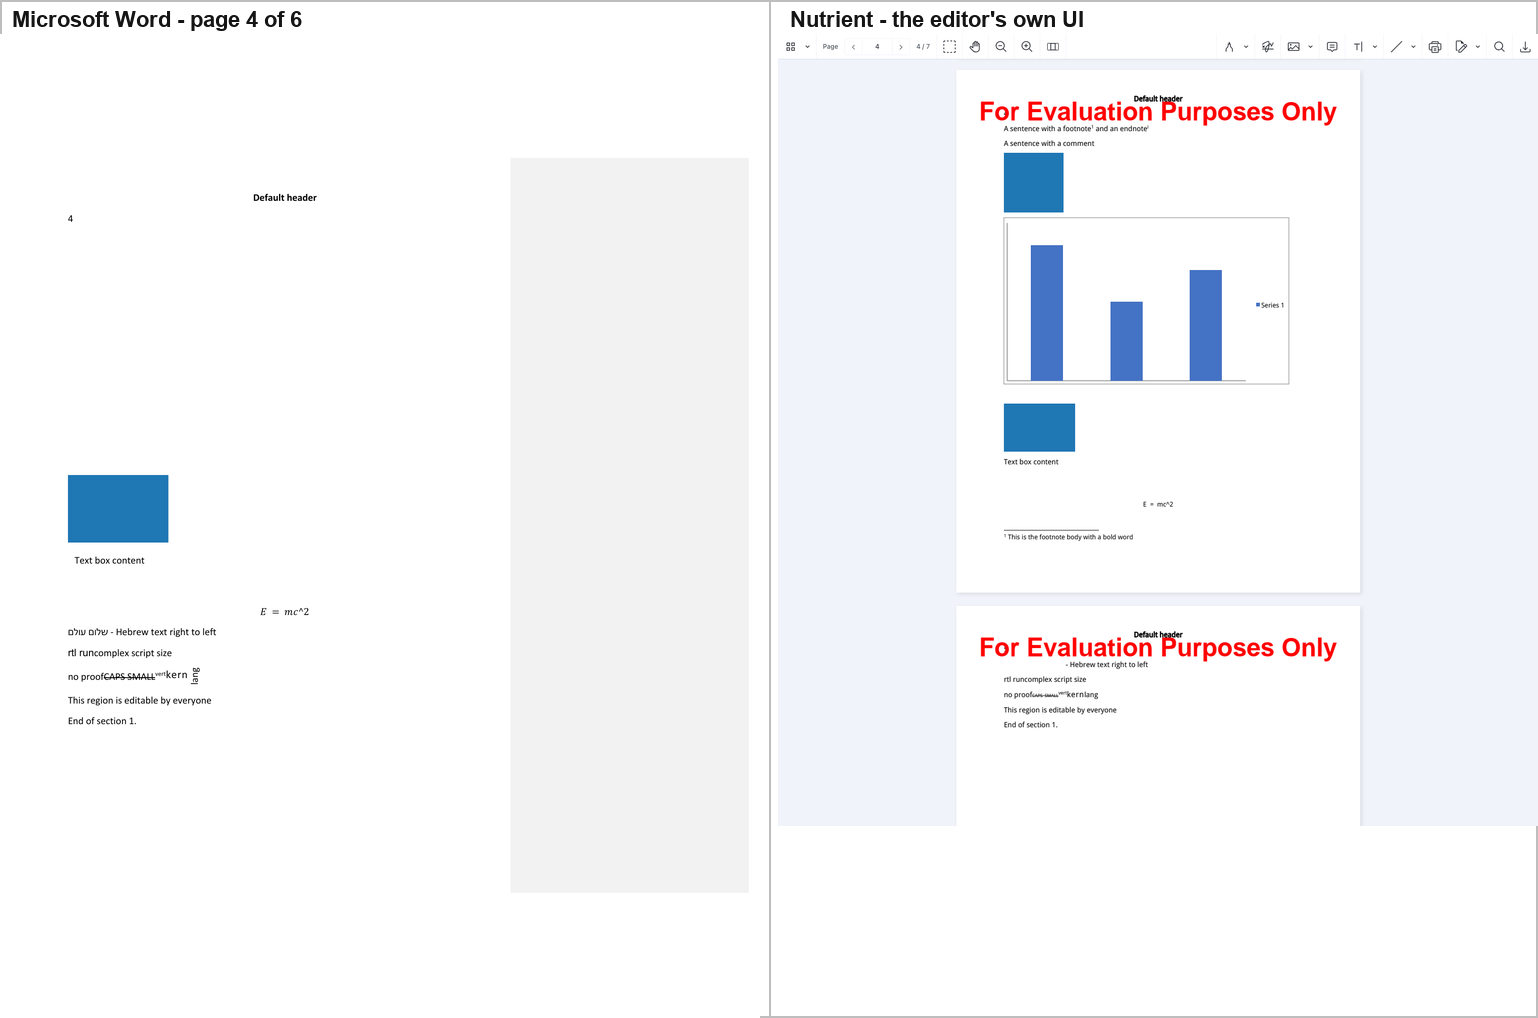 Microsoft Word - page 4 of 6
Default header
4
Text box content
E = mc^2
שלום עולם - Hebrew text right to left
rtl runcomplex script size
no proofCAPS SMALLvertkern lang
This region is editable by everyone
End of section 1.
Nutrient - the editor's own UI
Page 4 4 / 7
Default header
For Evaluation Purposes Only
A sentence with a footnote1 and an endnotei
A sentence with a comment
Series 1
Text box content
E = mc^2
1 This is the footnote body with a bold word
Default header
For Evaluation Purposes Only
- Hebrew text right to left
rtl runcomplex script size
no proofCAPS SMALLvertkernlang
This region is editable by everyone
End of section 1.